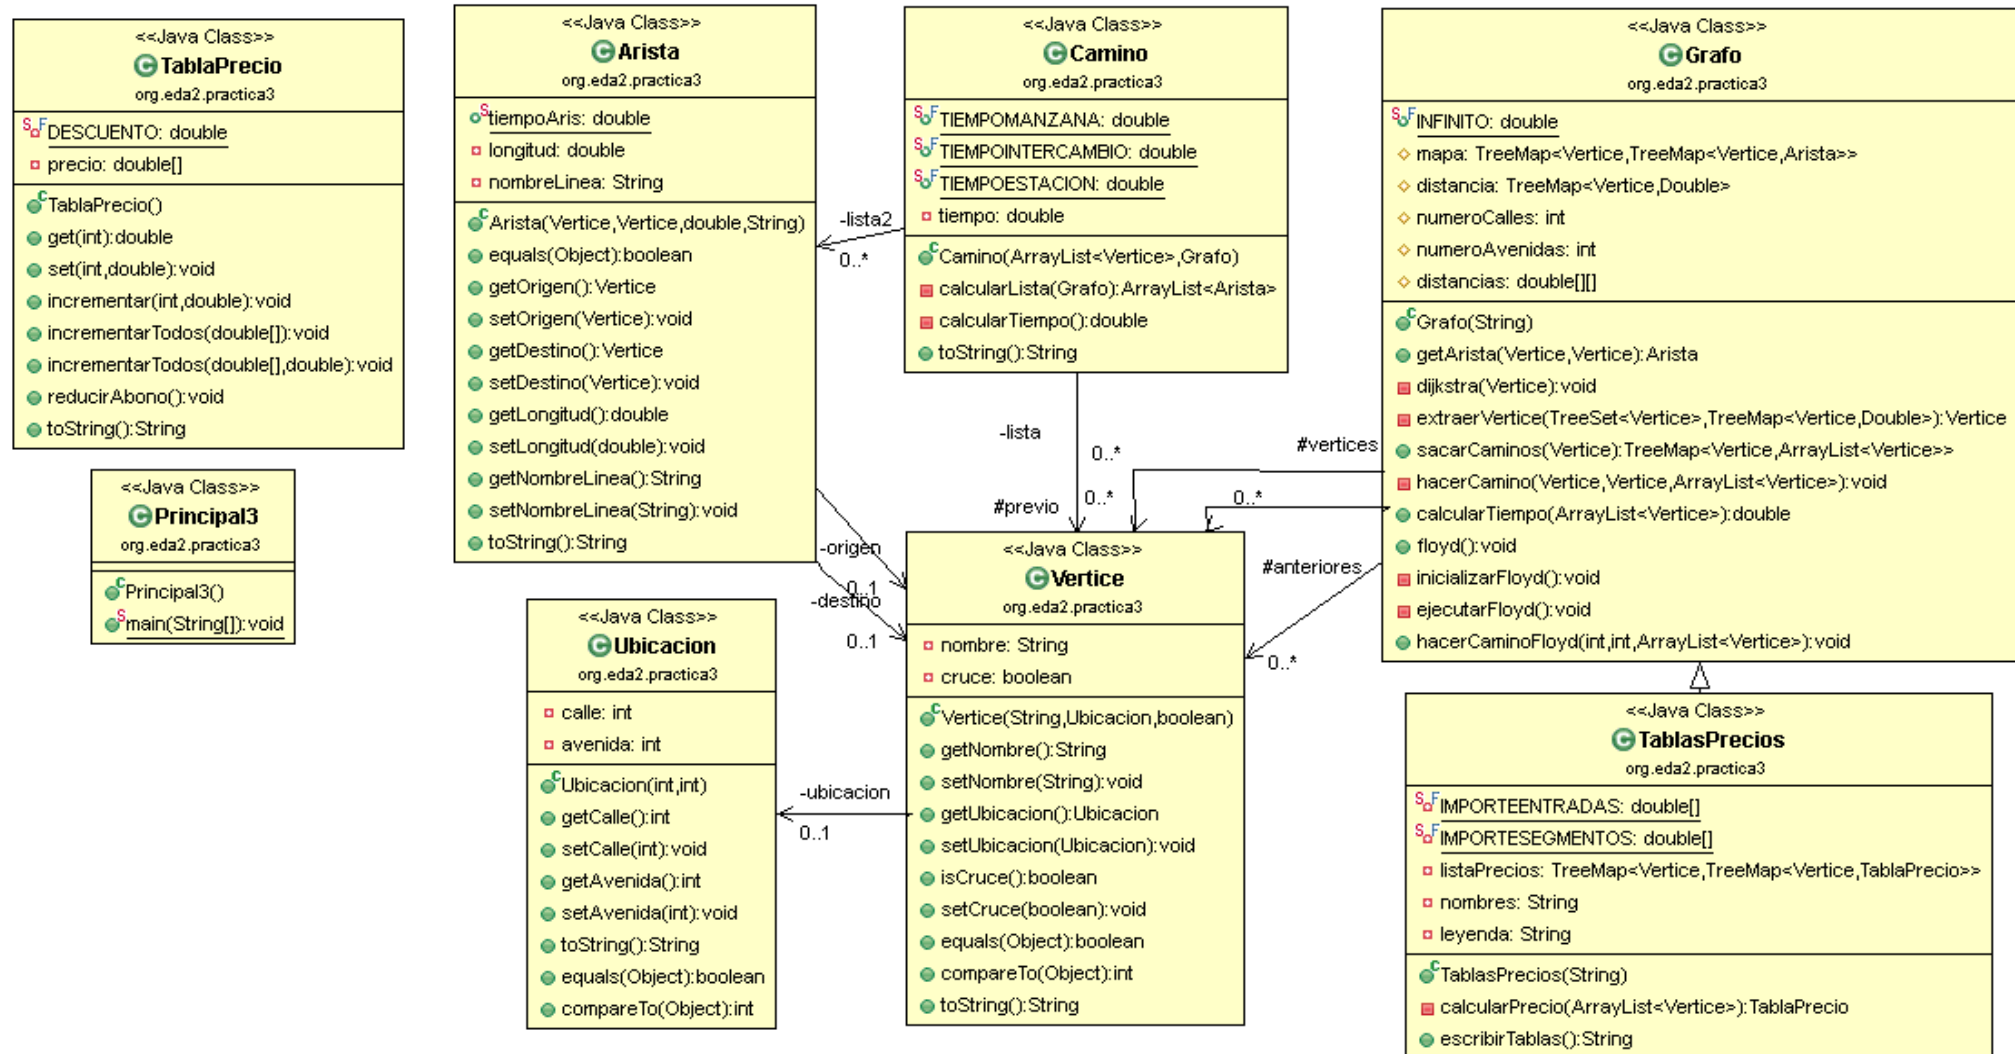 <<Java Class>>
TablaPrecio
org.eda2.practica3
DESCUENTO: double
precio: double[]
TablaPrecio()
get(int):double
set(int,double):void
incrementar(int,double):void
incrementarTodos(double[]):void
incrementarTodos(double[],double):void
reducirAbono():void
toString():String
<<Java Class>>
Principal3
org.eda2.practica3
Principal3()
main(String[]):void
<<Java Class>>
Arista
org.eda2.practica3
tiempoAris: double
longitud: double
nombreLinea: String
Arista(Vertice,Vertice,double,String)
equals(Object):boolean
getOrigen():Vertice
setOrigen(Vertice):void
getDestino():Vertice
setDestino(Vertice):void
getLongitud():double
setLongitud(double):void
getNombreLinea():String
setNombreLinea(String):void
toString():String
-lista2
0..*
<<Java Class>>
Camino
org.eda2.practica3
TIEMPOMANZANA: double
TIEMPOINTERCAMBIO: double
TIEMPOESTACION: double
tiempo: double
Camino(ArrayList<Vertice>,Grafo)
calcularLista(Grafo):ArrayList<Arista>
calcularTiempo():double
toString():String
-lista
0..*
#previo
0..*
#vertices
0..*
#anteriores
0..*
-origen
0..1
-destino
0..1
<<Java Class>>
Grafo
org.eda2.practica3
INFINITO: double
mapa: TreeMap<Vertice,TreeMap<Vertice,Arista>>
distancia: TreeMap<Vertice,Double>
numeroCalles: int
numeroAvenidas: int
distancias: double[][]
Grafo(String)
getArista(Vertice,Vertice):Arista
dijkstra(Vertice):void
extraerVertice(TreeSet<Vertice>,TreeMap<Vertice,Double>):Vertice
sacarCaminos(Vertice):TreeMap<Vertice,ArrayList<Vertice>>
hacerCamino(Vertice,Vertice,ArrayList<Vertice>):void
calcularTiempo(ArrayList<Vertice>):double
floyd():void
inicializarFloyd():void
ejecutarFloyd():void
hacerCaminoFloyd(int,int,ArrayList<Vertice>):void
<<Java Class>>
Ubicacion
org.eda2.practica3
calle: int
avenida: int
Ubicacion(int,int)
getCalle():int
setCalle(int):void
getAvenida():int
setAvenida(int):void
toString():String
equals(Object):boolean
compareTo(Object):int
-ubicacion
0..1
<<Java Class>>
Vertice
org.eda2.practica3
nombre: String
cruce: boolean
Vertice(String,Ubicacion,boolean)
getNombre():String
setNombre(String):void
getUbicacion():Ubicacion
setUbicacion(Ubicacion):void
isCruce():boolean
setCruce(boolean):void
equals(Object):boolean
compareTo(Object):int
toString():String
<<Java Class>>
TablasPrecios
org.eda2.practica3
IMPORTEENTRADAS: double[]
IMPORTESEGMENTOS: double[]
listaPrecios: TreeMap<Vertice,TreeMap<Vertice,TablaPrecio>>
nombres: String
leyenda: String
TablasPrecios(String)
calcularPrecio(ArrayList<Vertice>):TablaPrecio
escribirTablas():String